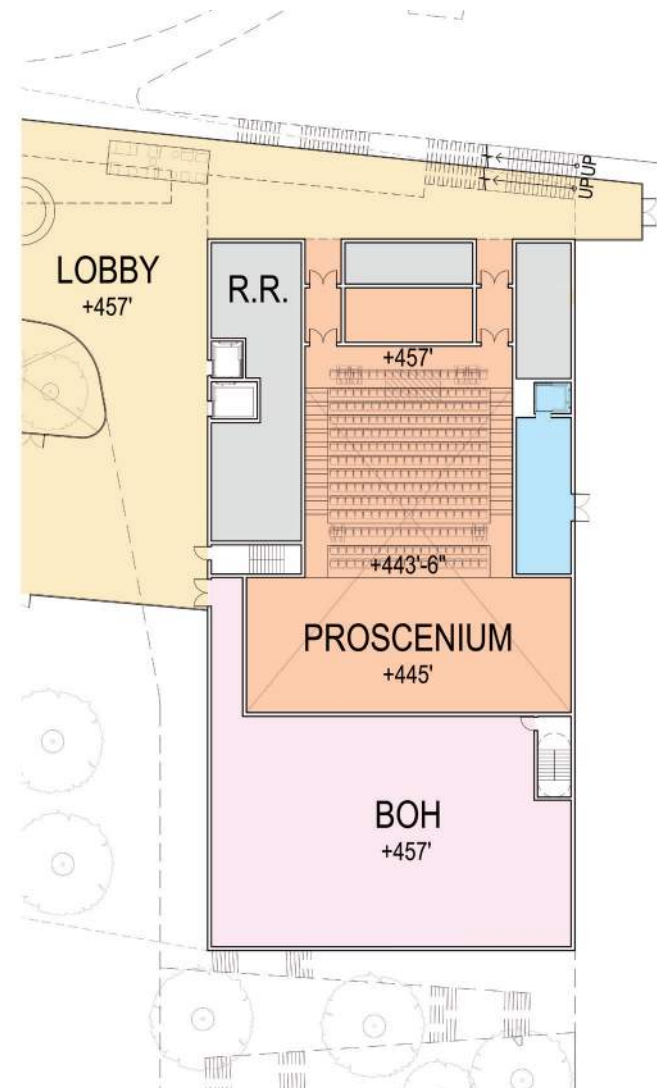 UP
UP
LOBBY
+457'
R.R.
+457'
+443'-6"
PROSCENIUM
+445'
BOH
+457'